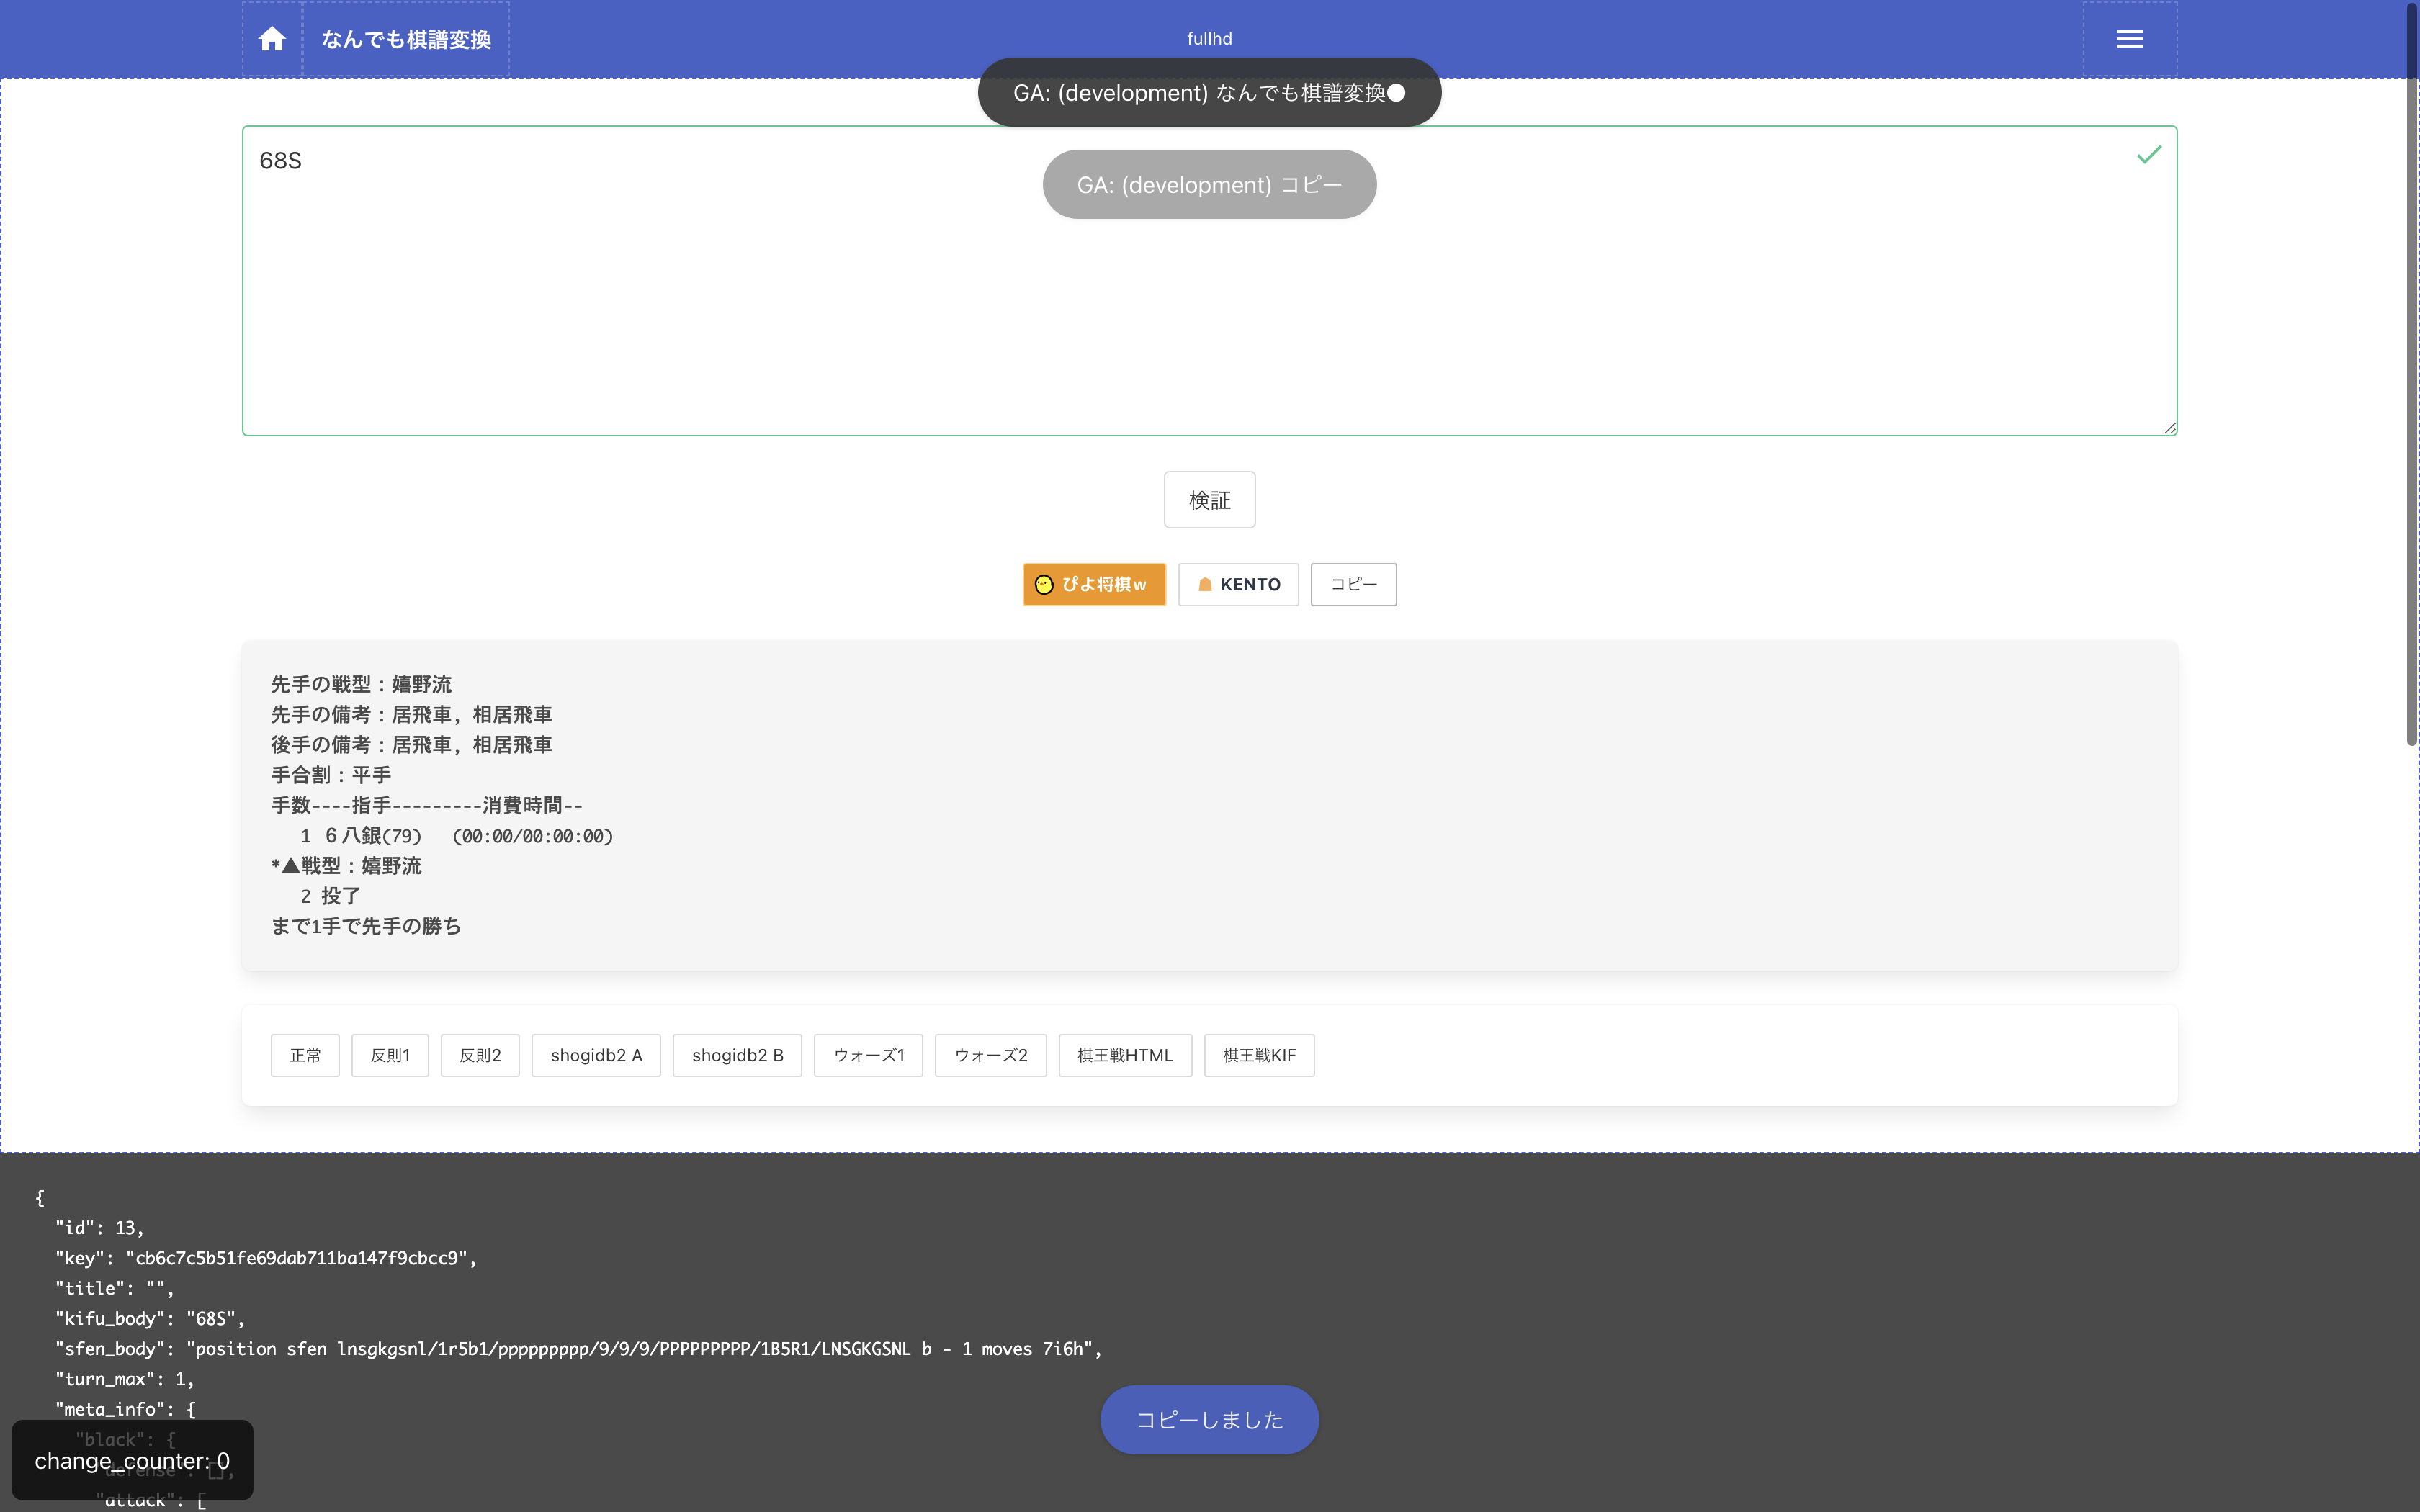 なんでも棋譜変換
fullhd
GA: (development) なんでも棋譜変換●
68S
GA: (development) コピー
検証
ぴよ将棋w
KENTO
コピー
先手の戦型：嬉野流
先手の備考：居飛車, 相居飛車
後手の備考：居飛車, 相居飛車
手合割：平手
手数----指手---------消費時間--
   1 ６八銀(79)   (00:00/00:00:00)
*▲戦型：嬉野流
   2 投了
まで1手で先手の勝ち
正常
反則1
反則2
shogidb2 A
shogidb2 B
ウォーズ1
ウォーズ2
棋王戦HTML
棋王戦KIF
{
  "id": 13,
  "key": "cb6c7c5b51fe69dab711ba147f9cbcc9",
  "title": "",
  "kifu_body": "68S",
  "sfen_body": "position sfen lnsgkgsnl/1r5b1/ppppppppp/9/9/9/PPPPPPPPP/1B5R1/LNSGKGSNL b - 1 moves 7i6h",
  "turn_max": 1,
  "meta_info": {
    "black": {
      "defense": [],
      "attack": [
コピーしました
change_counter: 0